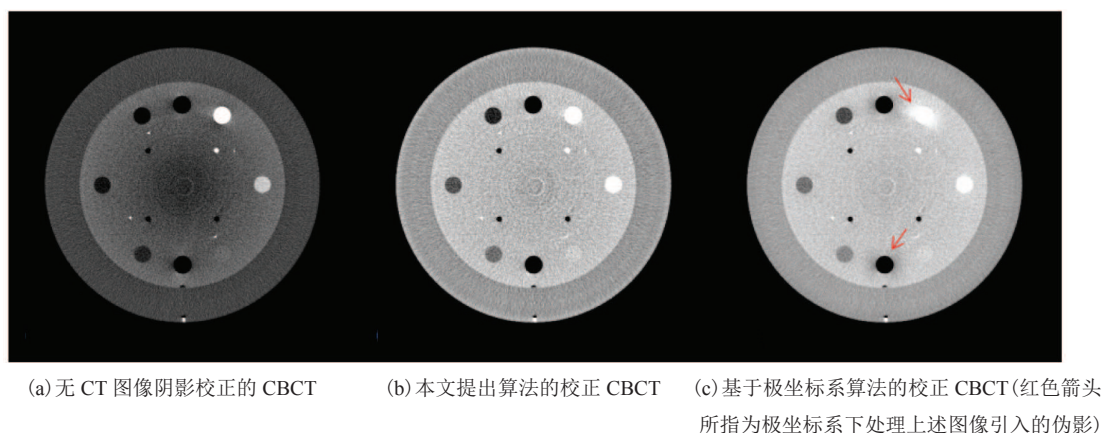 (a)无 CT 图像阴影校正的 CBCT
(b)本文提出算法的校正 CBCT
(c)基于极坐标系算法的校正 CBCT(红色箭头
所指为极坐标系下处理上述图像引入的伪影)